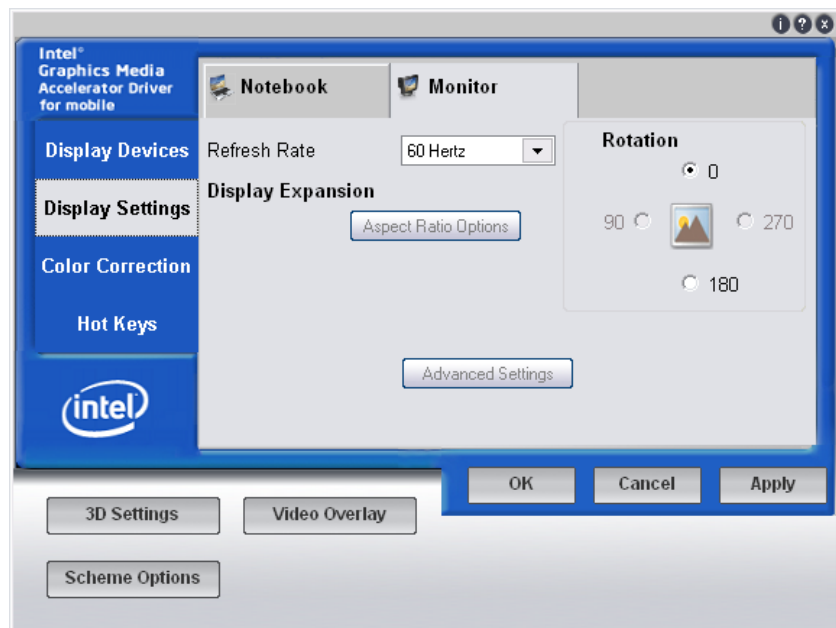 Intel®
Graphics Media
Accelerator Driver
for mobile
Notebook
Monitor
Display Devices
Display Settings
Color Correction
Hot Keys
Refresh Rate
60 Hertz
Display Expansion
Aspect Ratio Options
Rotation
0
90
270
180
Advanced Settings
intel
OK
Cancel
Apply
3D Settings
Video Overlay
Scheme Options